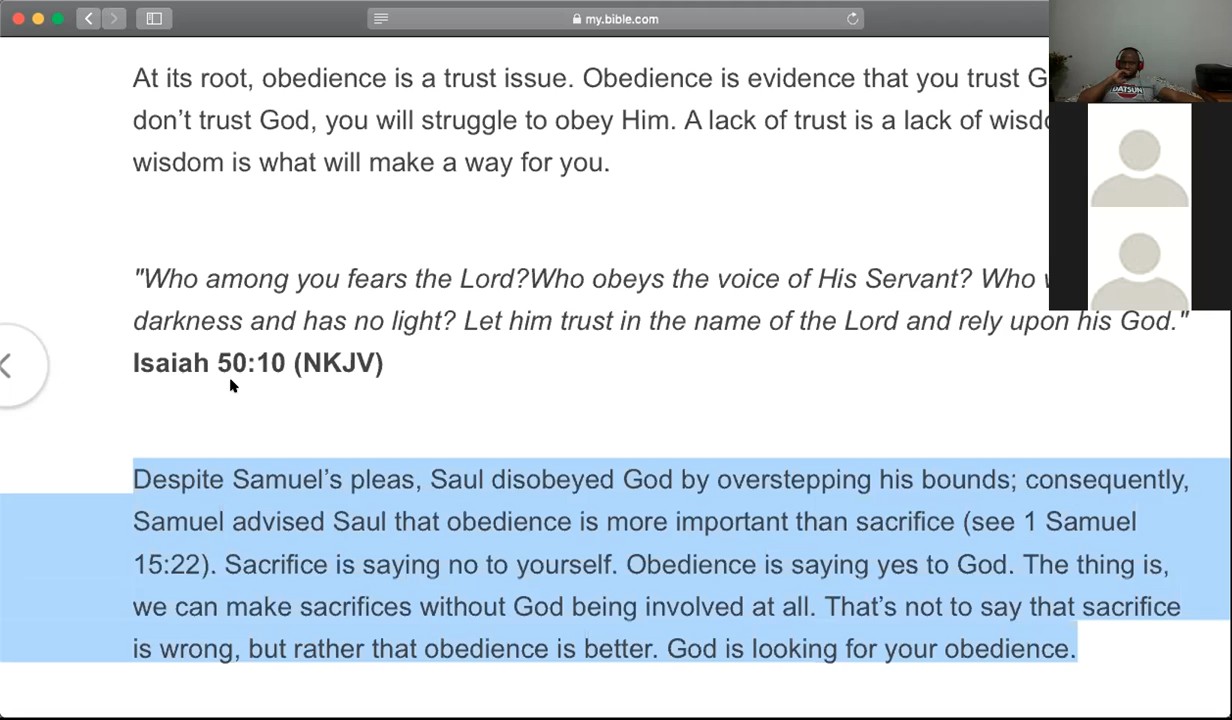 my.bible.com
At its root, obedience is a trust issue. Obedience is evidence that you trust G
don’t trust God, you will struggle to obey Him. A lack of trust is a lack of
wisdom is what will make a way for you.
"Who among you fears the Lord?Who obeys the voice of His Servant? Who
darkness and has no light? Let him trust in the name of the Lord and rely upon his God."
Isaiah 50:10 (NKJV)
Despite Samuel’s pleas, Saul disobeyed God by overstepping his bounds; consequently,
Samuel advised Saul that obedience is more important than sacrifice (see 1 Samuel
15:22). Sacrifice is saying no to yourself. Obedience is saying yes to God. The thing is,
we can make sacrifices without God being involved at all. That’s not to say that sacrifice
is wrong, but rather that obedience is better. God is looking for your obedience.
DATSUN